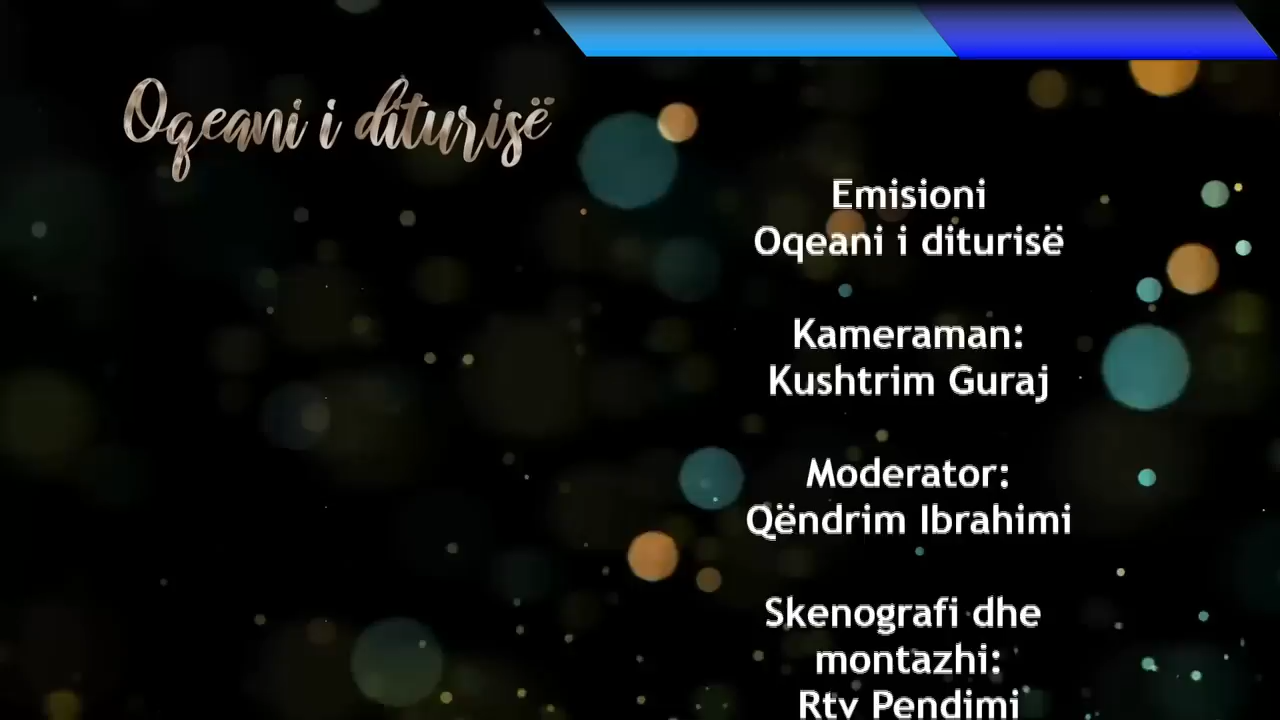 Oqeani i diturisë
Emisioni
Oqeani i diturisë
Kameraman:
Kushtrim Guraj
Moderator:
Qëndrim Ibrahimi
Skenografi dhe
montazhi:
Rtv Pendimi